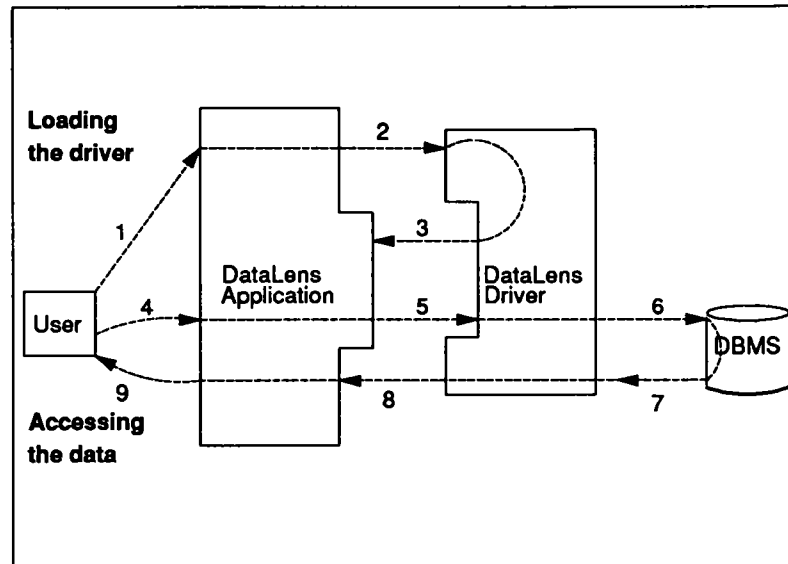 Loading
the driver
2
1
3
DataLens
Application
DataLens
Driver
User
4
5
6
DBMS
9
8
7
Accessing
the data